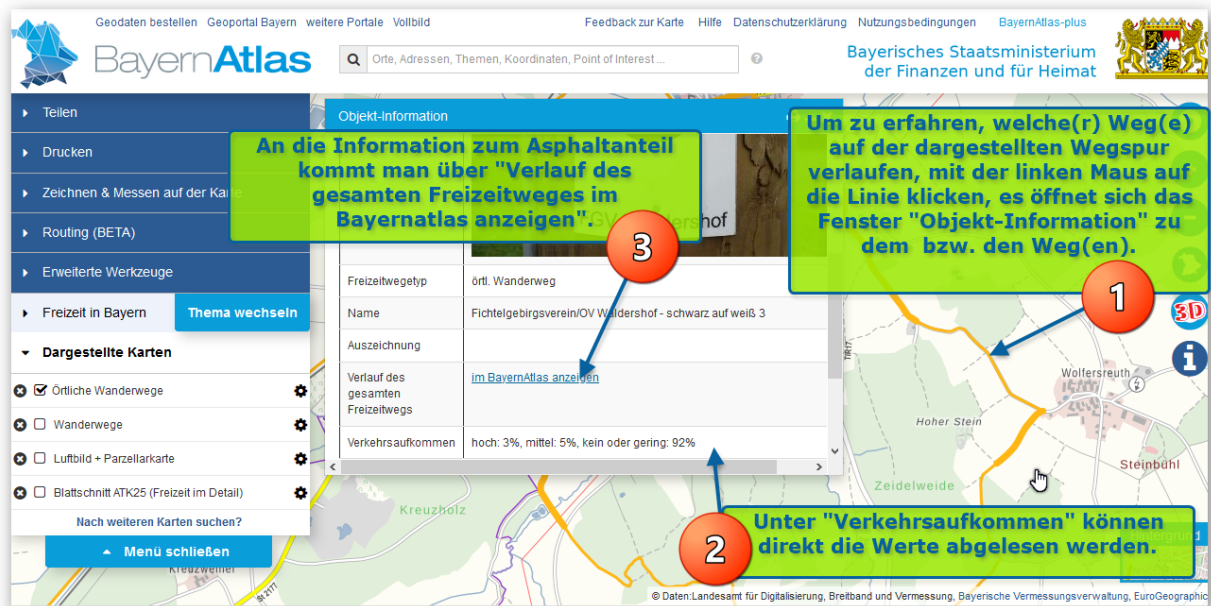 Geodaten bestellen Geoportal Bayern weitere Portale Vollbild
Feedback zur Karte Hilfe Datenschutzerklärung Nutzungsbedingungen BayernAtlas-plus
BayernAtlas
Orte, Adressen, Themen, Koordinaten, Point of Interest ...
Bayerisches Staatsministerium
der Finanzen und für Heimat
Teilen
Drucken
Zeichnen & Messen auf der
Routing (BETA)
Erweiterte Werkzeuge
Freizeit in Bayern
Thema wechseln
Dargestellte Karten
Örtliche Wanderwege
Wanderwege
Luftbild + Parzellarkarte
Blattschnitt ATK25 (Freizeit im Detail)
Nach weiteren Karten suchen?
Menü schließen
Objekt-Information
An die Information zum Asphaltanteil
kommt man über "Verlauf des
gesamten Freizeitweges im
Bayernatlas anzeigen".
3
Freizeitwegetyp örtl. Wanderweg
Name Fichtelgebirgsverein/OV Waldershof - schwarz auf weiß 3
Auszeichnung
Verlauf des
gesamten
Freizeitwegs
im BayernAtlas anzeigen
Verkehrsaufkommen hoch: 3%, mittel: 5%, kein oder gering: 92%
Um zu erfahren, welche(r) Weg(e)
auf der dargestellten Wegspur
verlaufen, mit der linken Maus auf
die Linie klicken, es öffnet sich das
Fenster "Objekt-Information" zu
dem bzw. den Weg(en).
1
3D
i
TIR17
Wolfersreuth
Hoher Stein
Steinbühl
Zeidelweide
Kreuzholz
Kreuzweiher
St 2177
2
Unter "Verkehrsaufkommen" können
direkt die Werte abgelesen werden.
Hintergrund
© Daten:Landesamt für Digitalisierung, Breitband und Vermessung, Bayerische Vermessungsverwaltung, EuroGeographic